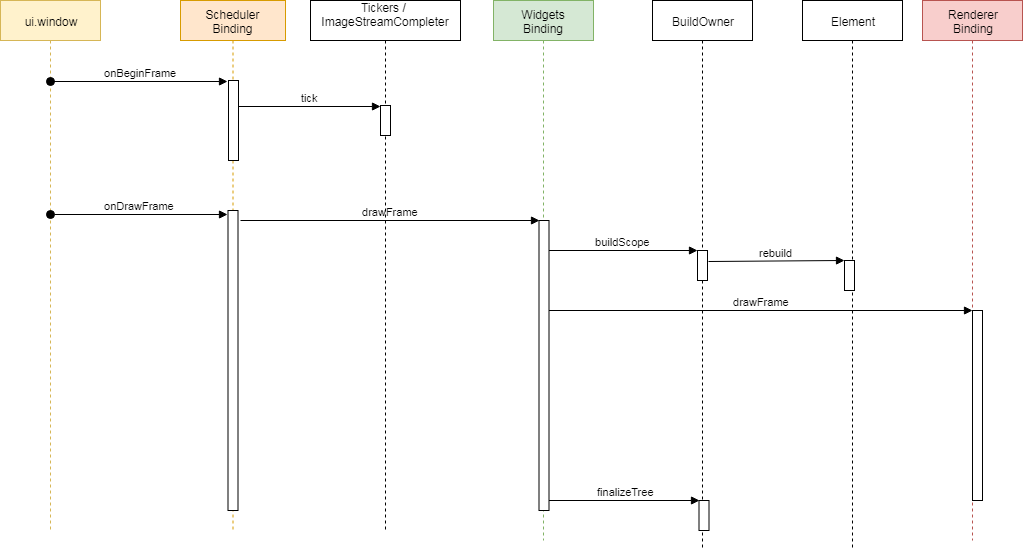 ui.window
Scheduler
Binding
Tickers /
ImageStreamCompleter
Widgets
Binding
BuildOwner
Element
Renderer
Binding
onBeginFrame
tick
onDrawFrame
drawFrame
buildScope
rebuild
drawFrame
finalizeTree